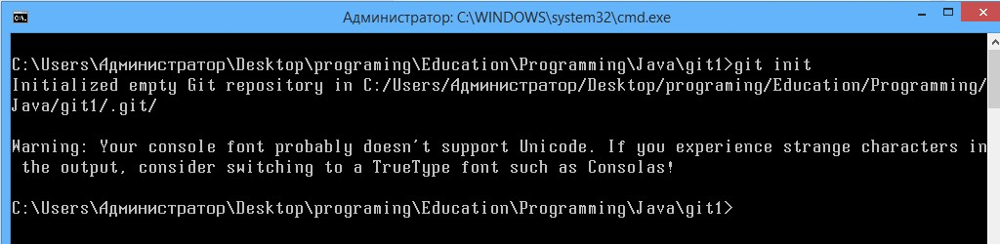 Администратор: C:\WINDOWS\system32\cmd.exe
C:\Users\Администратор\Desktop\programing\Education\Programming\Java\git1>git init
Initialized empty Git repository in C:/Users/Администратор/Desktop/programing/Education/Programming/
Java/git1/.git/
Warning: Your console font probably doesn't support Unicode. If you experience strange characters in
the output, consider switching to a TrueType font such as Consolas!
C:\Users\Администратор\Desktop\programing\Education\Programming\Java\git1>